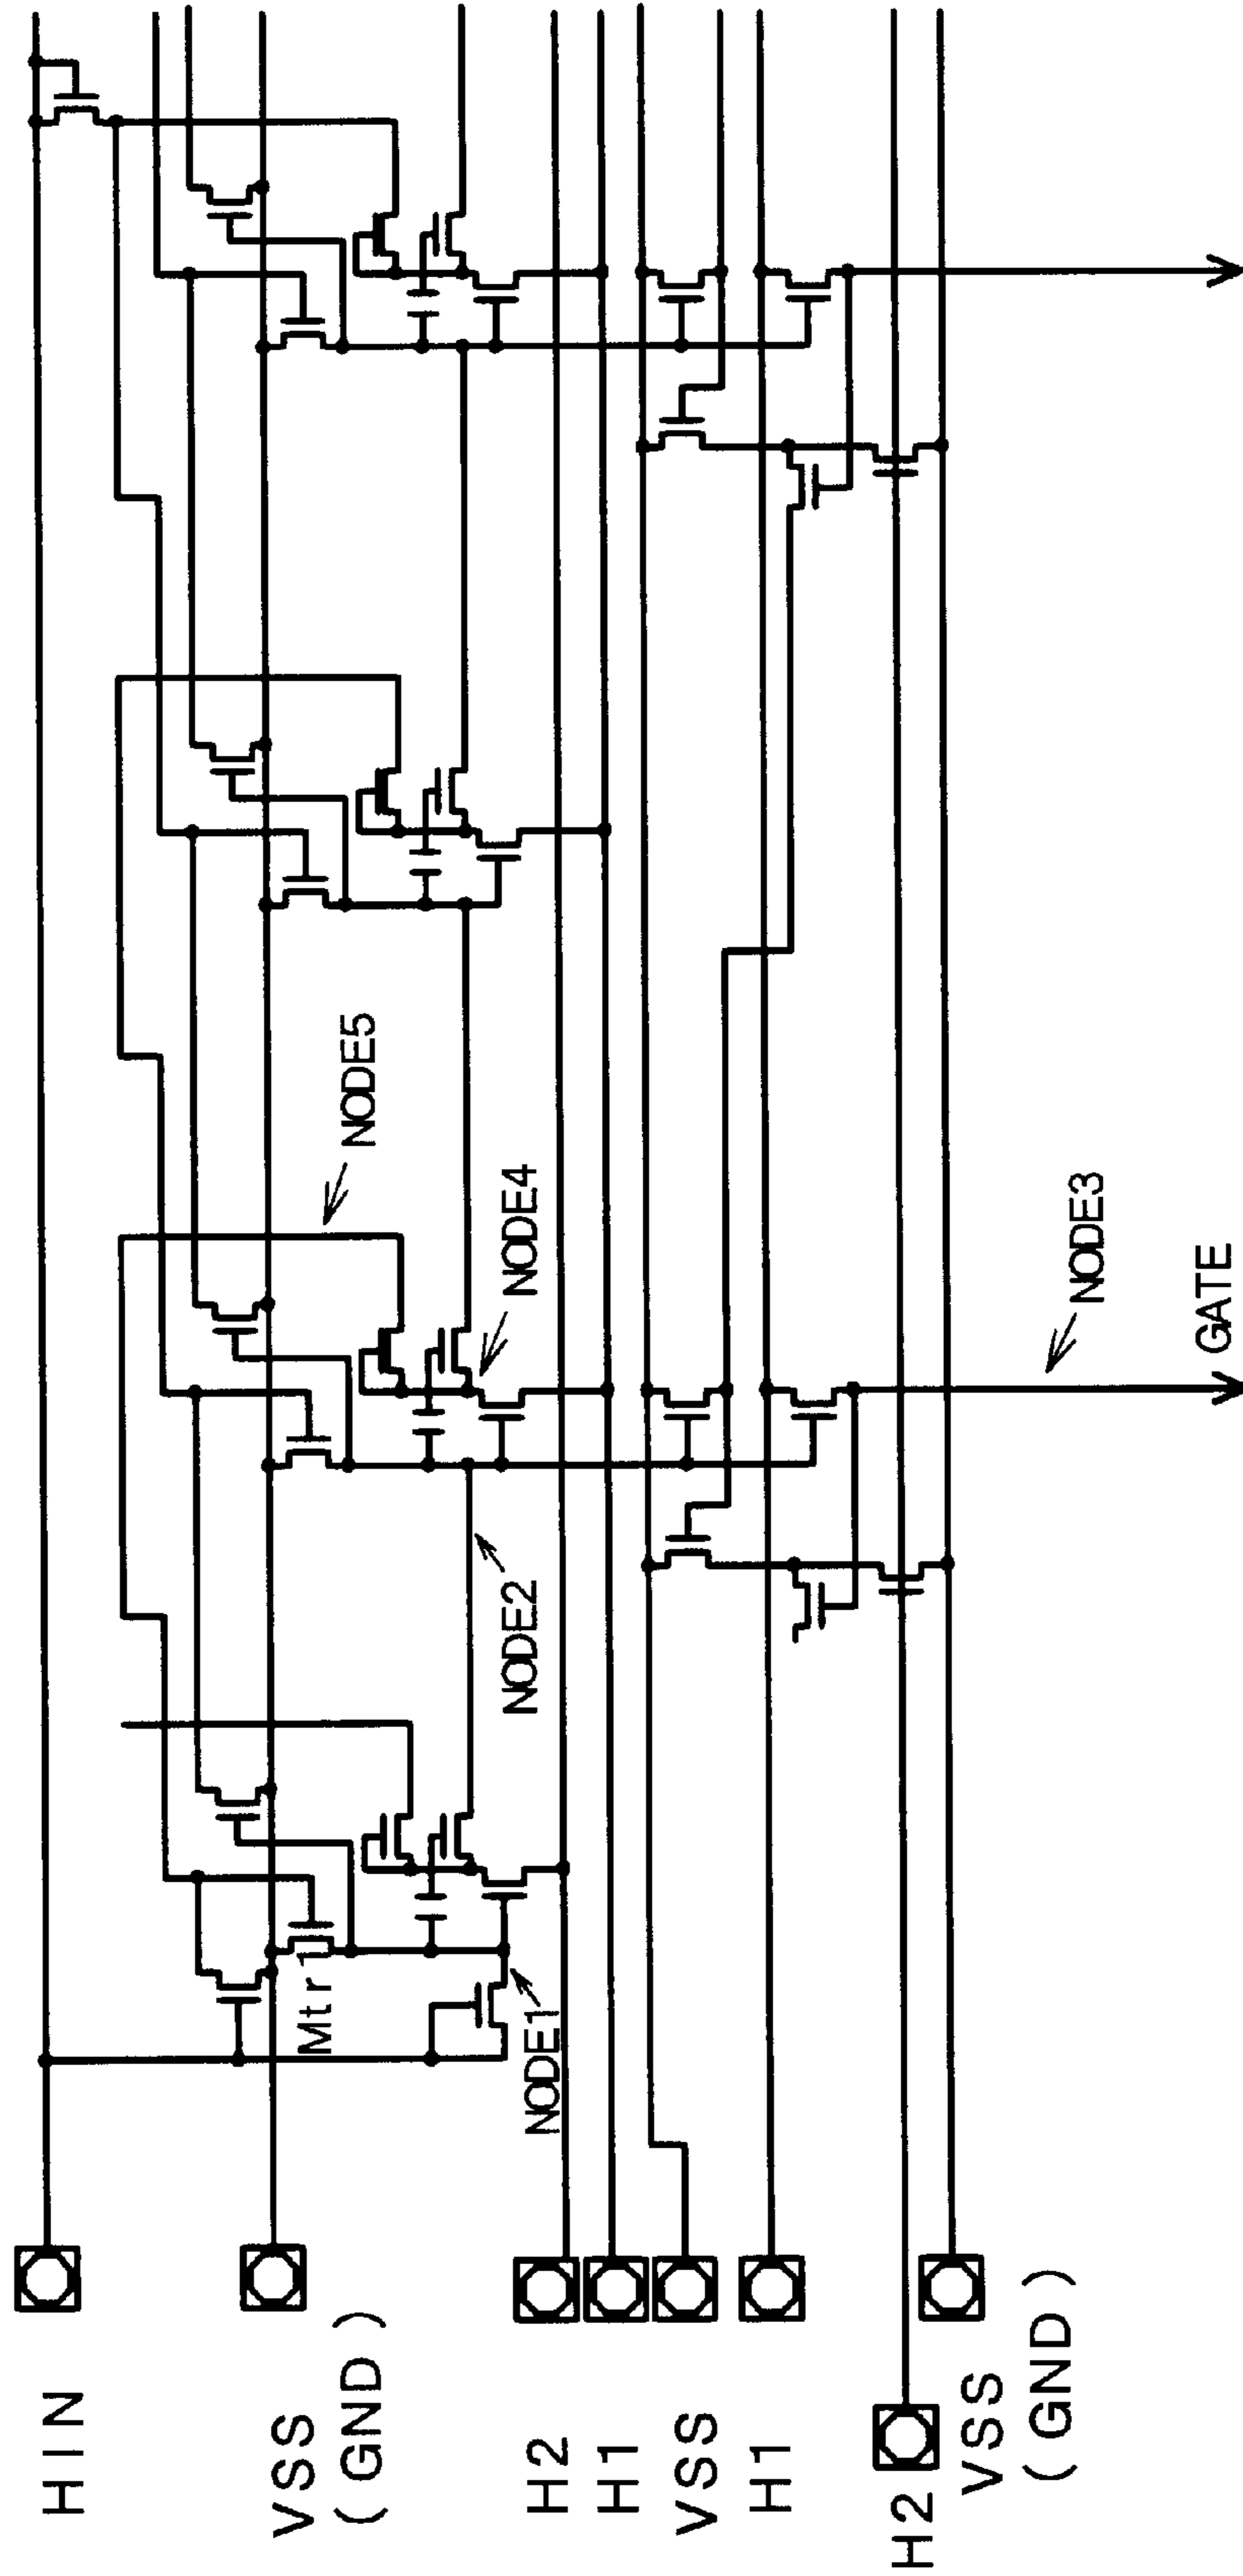 HIN
VSS
(GND)
H2
H1
VSS
H1
H2
VSS
(GND)
Mtr1
NODE1
NODE2
NODE5
NODE4
NODE3
GATE